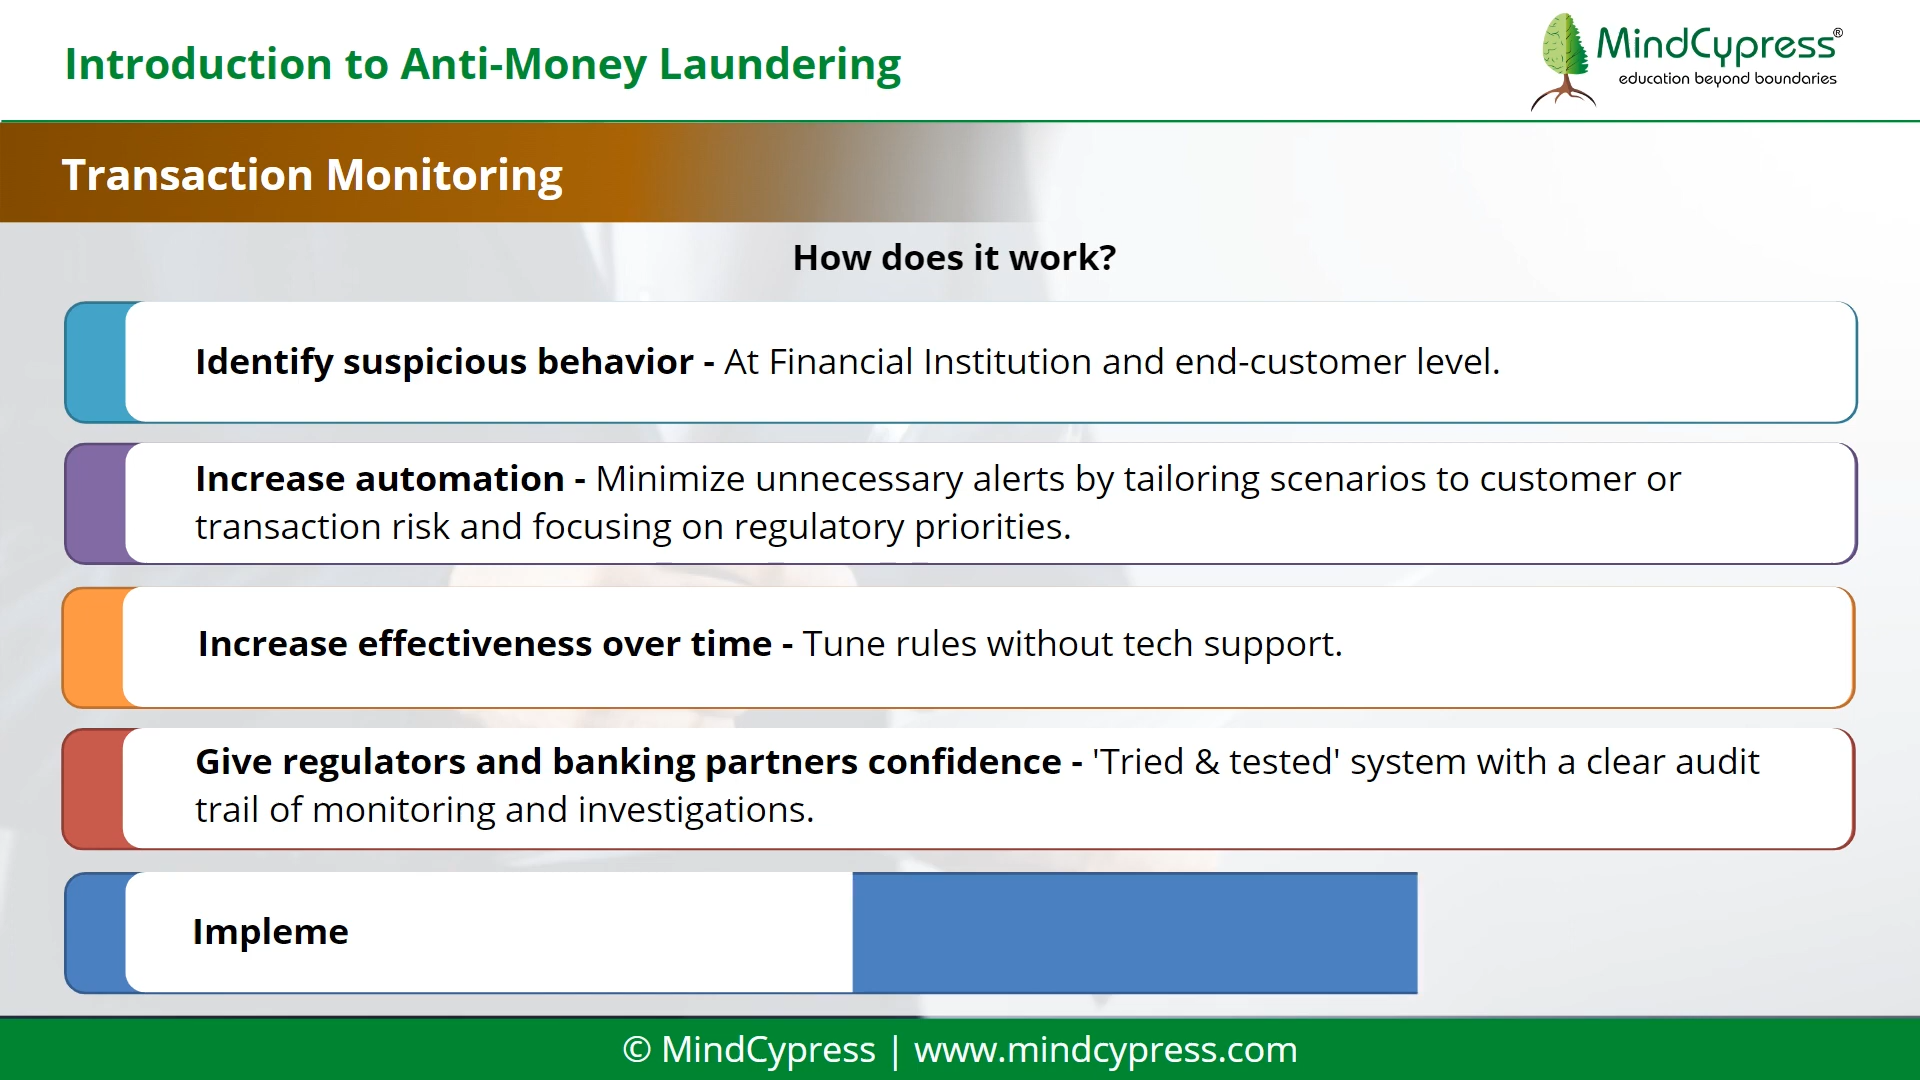 Introduction to Anti-Money Laundering
MindCypress®
education beyond boundaries
Transaction Monitoring
How does it work?
Identify suspicious behavior - At Financial Institution and end-customer level.
Increase automation - Minimize unnecessary alerts by tailoring scenarios to customer or
transaction risk and focusing on regulatory priorities.
Increase effectiveness over time - Tune rules without tech support.
Give regulators and banking partners confidence - 'Tried & tested' system with a clear audit
trail of monitoring and investigations.
Impleme
© MindCypress | www.mindcypress.com